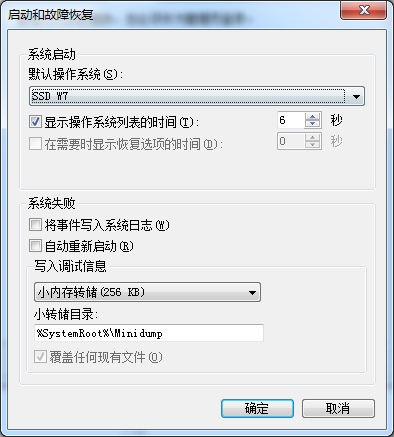 启动和故障恢复
系统启动
默认操作系统(S):
SSD W7
显示操作系统列表的时间(T): 6 秒
在需要时显示恢复选项的时间(D): 0 秒
系统失败
将事件写入系统日志(W)
自动重新启动(R)
写入调试信息
小内存转储(256 KB)
小转储目录:
%SystemRoot%\Minidump
覆盖任何现有文件(O)
确定 取消